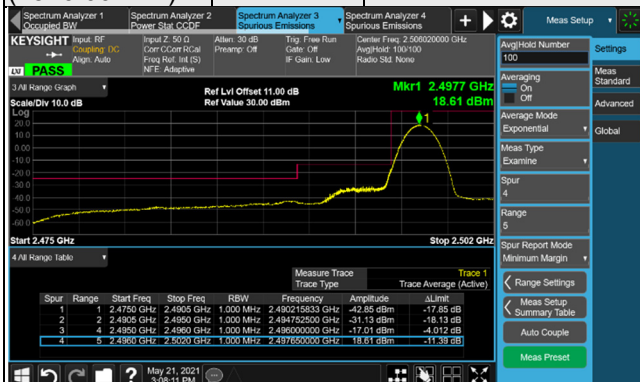 Spectrum Analyzer 1
Occupied BW
Spectrum Analyzer 2
Power Stat CCDF
Spectrum Analyzer 3
Spurious Emissions
Spectrum Analyzer 4
Spurious Emissions
+
Meas Setup
KEYSIGHT
Input: RF
Coupling: DC
Align: Auto
Input Z: 50 Ω
Corr CCorr RCal
Freq Ref: Int (S)
NFE: Adaptive
Atten: 30 dB
Preamp: Off
Trig: Free Run
Gate: Off
IF Gain: Low
Center Freq: 2.506020000 GHz
Avg|Hold: 100/100
Radio Std: None
LXI PASS
3 All Range Graph
Ref Lvl Offset 11.00 dB
Mkr1 2.4977 GHz
Scale/Div 10.0 dB
Ref Value 30.00 dBm
18.61 dBm
Log
20.0
10.0
0.00
-10.0
-20.0
-30.0
-40.0
-50.0
-60.0
1
Start 2.475 GHz
Stop 2.502 GHz
4 All Range Table
Measure Trace Trace 1
Trace Type Trace Average (Active)
Spur Range Start Freq Stop Freq RBW Frequency Amplitude ΔLimit
1 1 2.4750 GHz 2.4905 GHz 1.000 MHz 2.490215833 GHz -42.85 dBm -17.85 dB
2 2 2.4905 GHz 2.4950 GHz 1.000 MHz 2.494752500 GHz -31.13 dBm -18.13 dB
3 4 2.4950 GHz 2.4960 GHz 1.000 MHz 2.496000000 GHz -17.01 dBm -4.012 dB
4 5 2.4960 GHz 2.5020 GHz 1.000 MHz 2.497650000 GHz 18.61 dBm -11.39 dB
Avg|Hold Number
100
Averaging
On
Off
Average Mode
Exponential
Meas Type
Examine
Spur
4
Range
5
Spur Report Mode
Minimum Margin
Range Settings
Meas Setup
Summary Table
Auto Couple
Meas Preset
Settings
Meas
Standard
Advanced
Global
?
May 21, 2021
3:08:11 PM